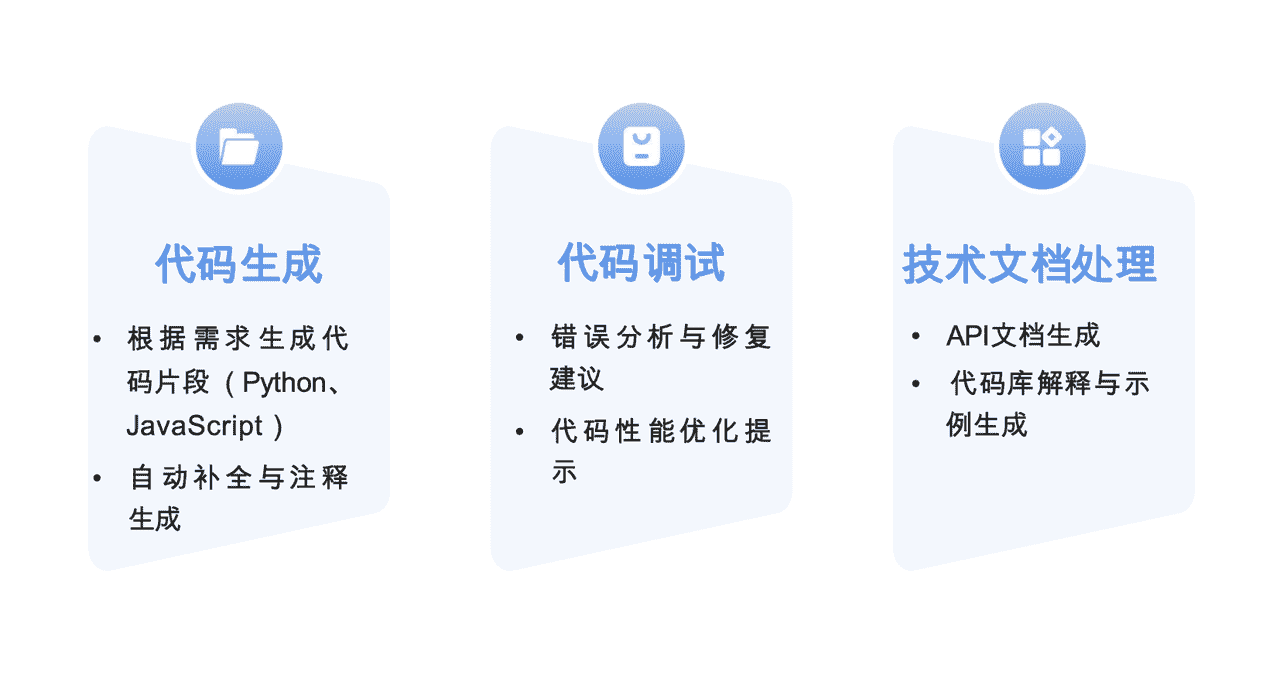 代码生成
• 根据需求生成代
码片段（Python、
JavaScript）
• 自动补全与注释
生成
代码调试
• 错误分析与修复
建议
• 代码性能优化提
示
技术文档处理
• API文档生成
• 代码库解释与示
例生成